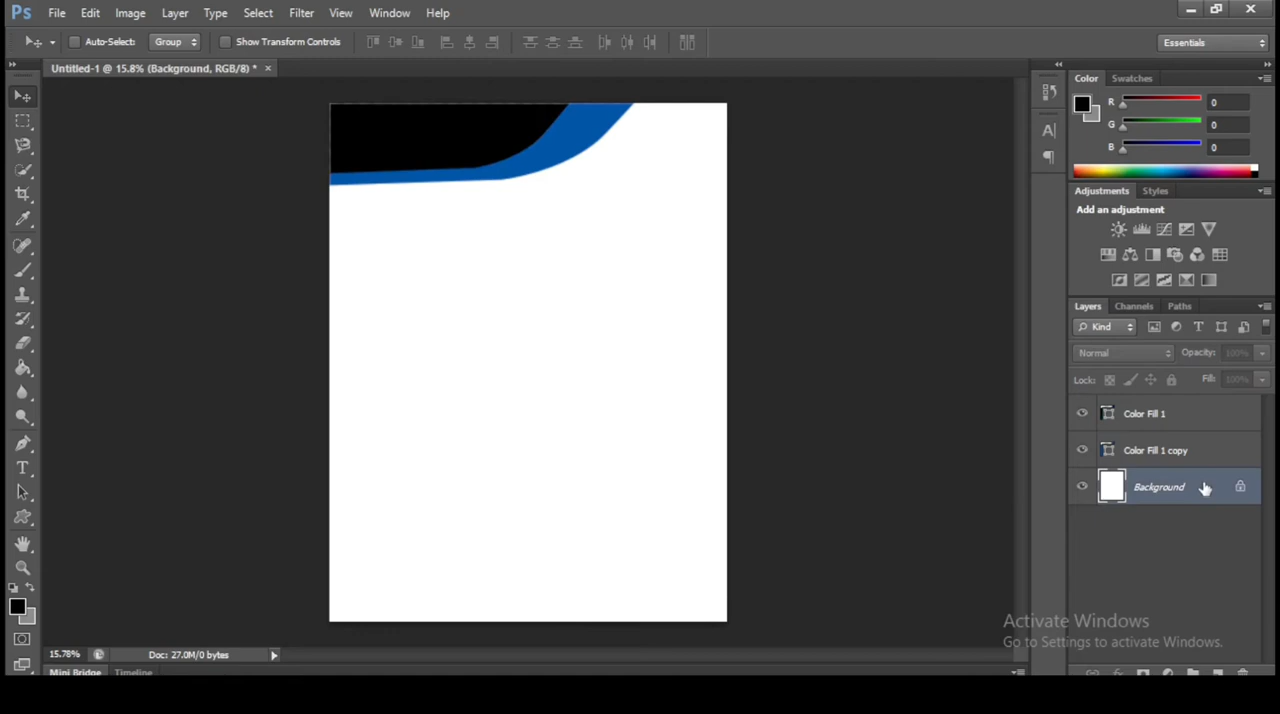 Ps File Edit Image Layer Type Select Filter View Window Help
Auto-Select: Group Show Transform Controls Essentials
Untitled-1 @ 15.8% (Background, RGB/8) * ×
Color Swatches
R 0
G 0
B 0
Adjustments Styles
Add an adjustment
Layers Channels Paths
Kind T
Normal Opacity: 100%
Lock: Fill: 100%
Color Fill 1
Color Fill 1 copy
Background
Activate Windows
Go to Settings to activate Windows.
15.78% Doc: 27.0M/0 bytes
Mini Bridge Timeline